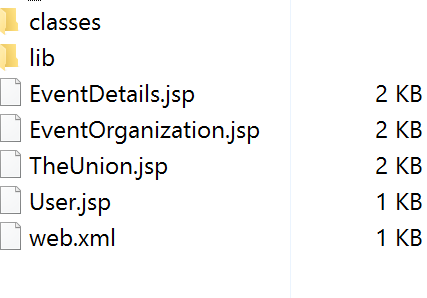 classes
lib
EventDetails.jsp 2 KB
EventOrganization.jsp 2 KB
TheUnion.jsp 2 KB
User.jsp 1 KB
web.xml 1 KB